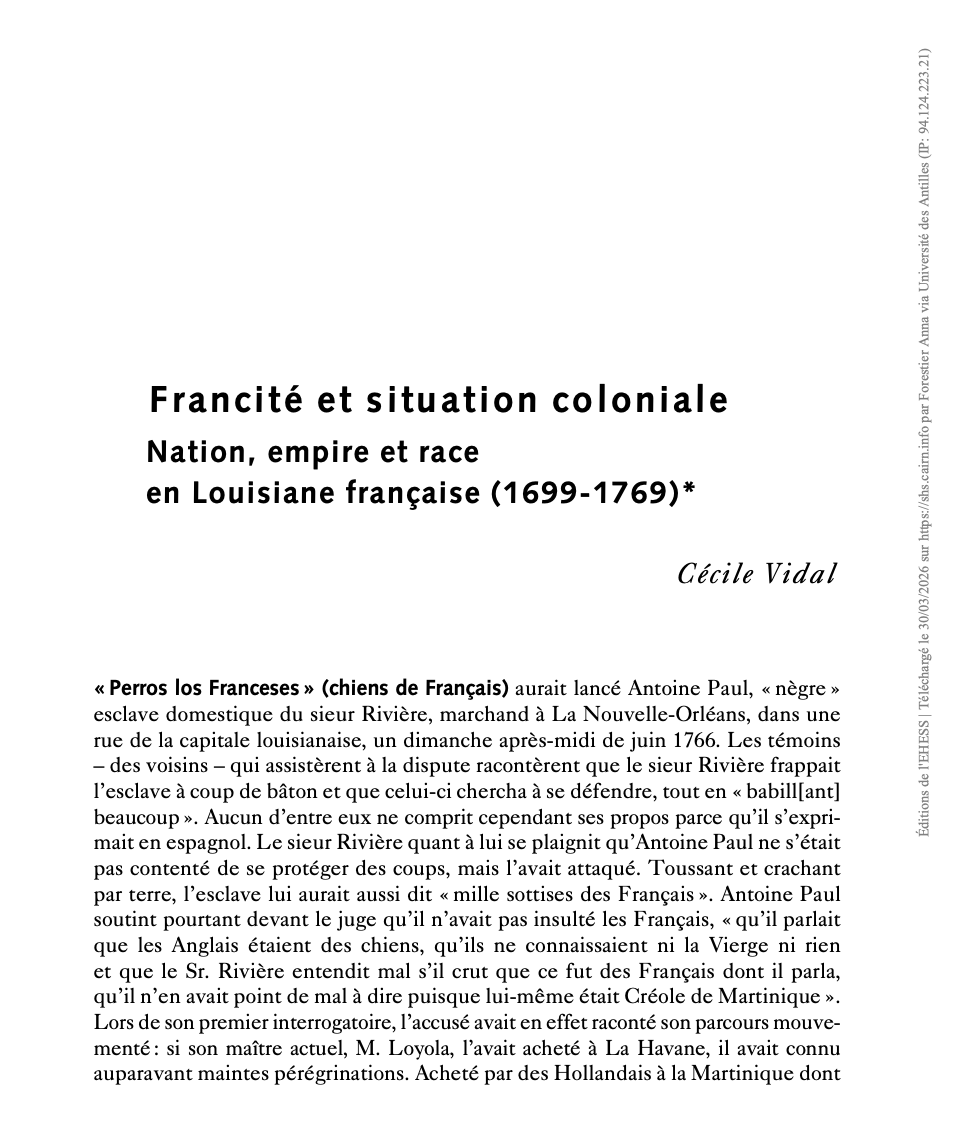 Francité et situation coloniale
Nation, empire et race
en Louisiane française (1699-1769)*
Cécile Vidal
« Perros los Franceses » (chiens de Français) aurait lancé Antoine Paul, « nègre »
esclave domestique du sieur Rivière, marchand à La Nouvelle-Orléans, dans une
rue de la capitale louisianaise, un dimanche après-midi de juin 1766. Les témoins
– des voisins – qui assistèrent à la dispute racontèrent que le sieur Rivière frappait
l'esclave à coup de bâton et que celui-ci chercha à se défendre, tout en « babill[ant]
beaucoup ». Aucun d'entre eux ne comprit cependant ses propos parce qu'il s'expri-
mait en espagnol. Le sieur Rivière quant à lui se plaignit qu'Antoine Paul ne s'était
pas contenté de se protéger des coups, mais l'avait attaqué. Toussant et crachant
par terre, l'esclave lui aurait aussi dit « mille sottises des Français ». Antoine Paul
soutint pourtant devant le juge qu'il n'avait pas insulté les Français, « qu'il parlait
que les Anglais étaient des chiens, qu'ils ne connaissaient ni la Vierge ni rien
et que le Sr. Rivière entendit mal s'il crut que ce fut des Français dont il parla,
qu'il n'en avait point de mal à dire puisque lui-même était Créole de Martinique ».
Lors de son premier interrogatoire, l'accusé avait en effet raconté son parcours mouve-
menté : si son maître actuel, M. Loyola, l'avait acheté à La Havane, il avait connu
auparavant maintes pérégrinations. Acheté par des Hollandais à la Martinique dont
Éditions de l'EHESS | Téléchargé le 30/03/2026 sur https://shs.cairn.info par Forestier Anna via Université des Antilles (IP: 94.124.223.21)